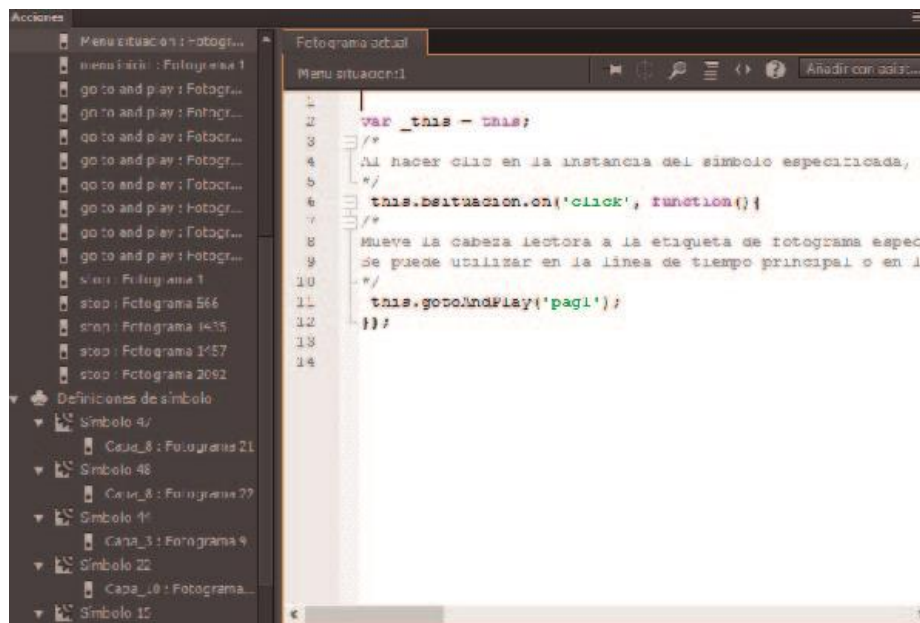 Acciones
Menu situacion : Fotogr...
menu inicio : Fotograma 1
go to and play : Fotogr...
go to and play : Fotogr...
go to and play : Fotogr...
go to and play : Fotogr...
go to and play : Fotogr...
go to and play : Fotogr...
go to and play : Fotogr...
go to and play : Fotogr...
stop : Fotograma 1
stop : Fotograma 566
stop : Fotograma 1435
stop : Fotograma 1457
stop : Fotograma 2092
Definiciones de símbolo
Símbolo 47
Capa_8 : Fotograma 21
Símbolo 48
Capa_8 : Fotograma 22
Símbolo 44
Capa_3 : Fotograma 9
Símbolo 22
Capa_10 : Fotograma...
Símbolo 15
Fotograma actual
Menu situacion:1
Añadir con asist...
1
2 var _this = this;
3 /*
4 Al hacer clic en la instancia del símbolo especificada,
5 */
6 this.bsituacion.on('click', function(){
7 /*
8 Mueve la cabeza lectora a la etiqueta de fotograma espec
9 Se puede utilizar en la línea de tiempo principal o en l
10 */
11 this.gotoAndPlay('pag1');
12 });
13
14